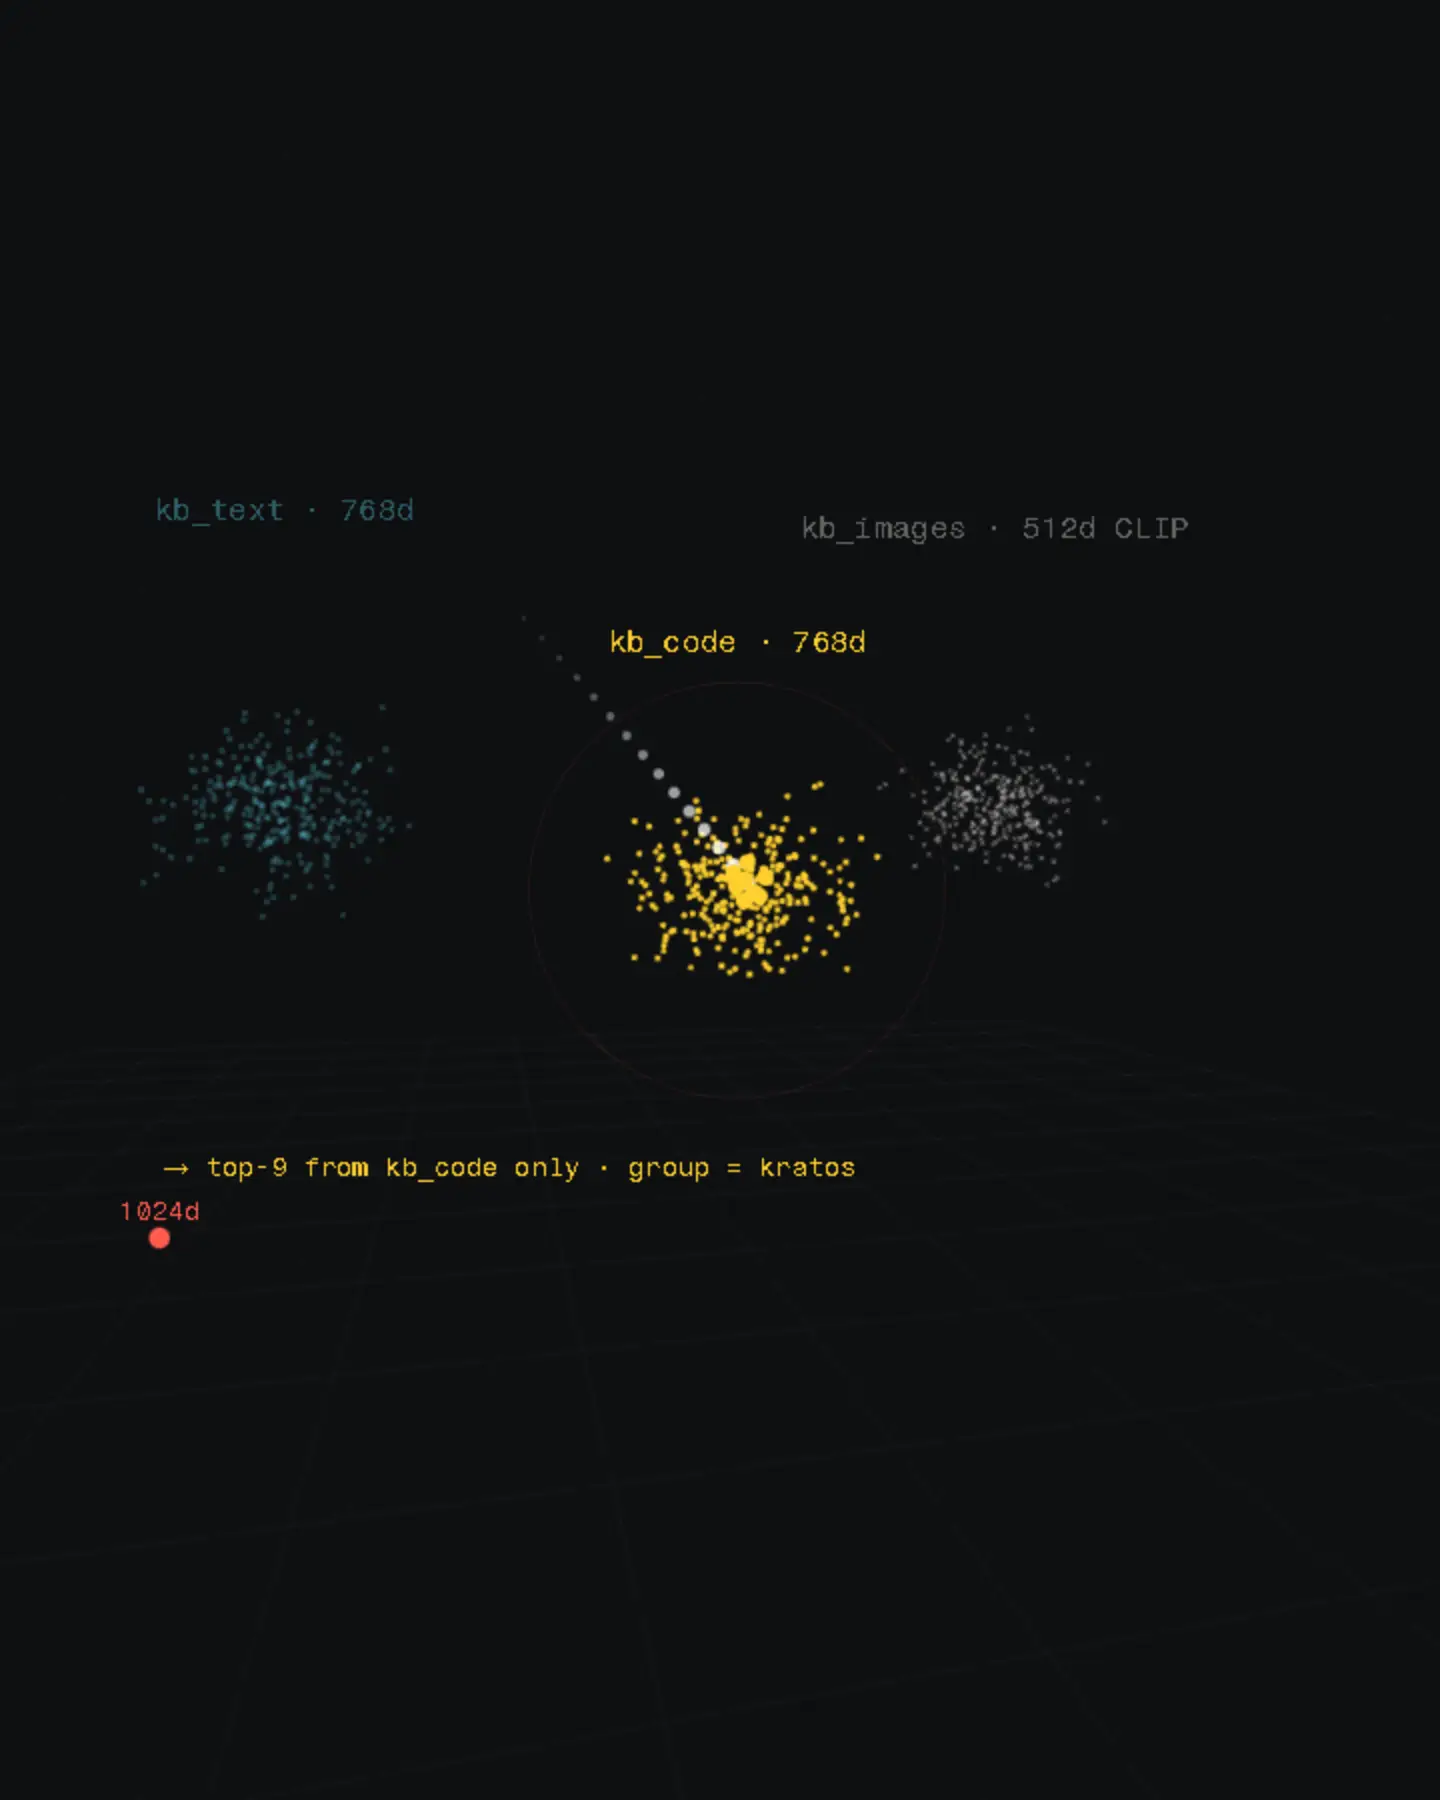 kb_text · 768d
kb_images · 512d CLIP
kb_code · 768d
→ top-9 from kb_code only · group = kratos
1024d